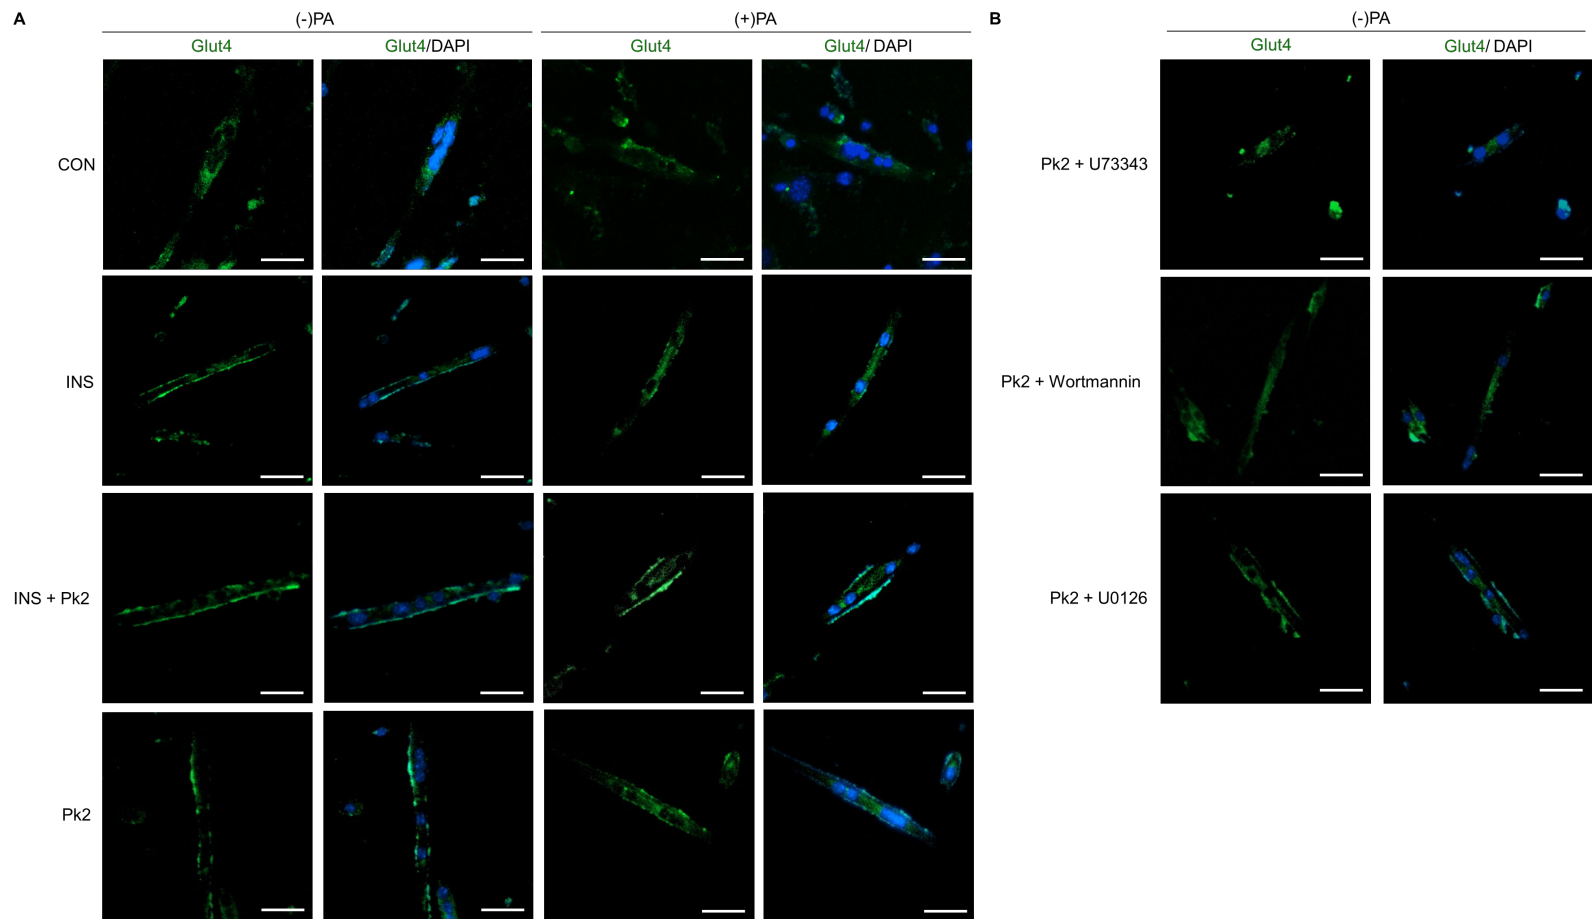 A (-)PA (+)PA B (-)PA
Glut4 Glut4/DAPI Glut4 Glut4/ DAPI Glut4 Glut4/ DAPI
CON
INS
INS + Pk2
Pk2
Pk2 + U73343
Pk2 + Wortmannin
Pk2 + U0126